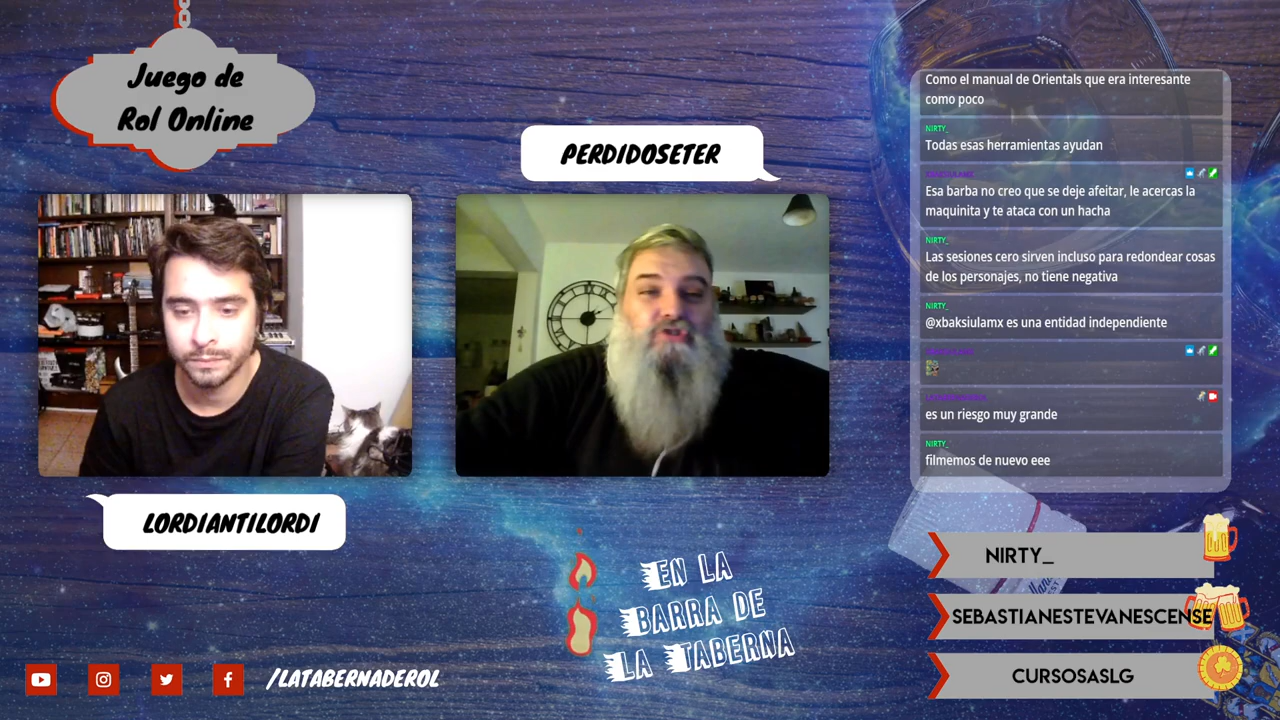 Juego de
Rol Online
PERDIDOSETER
LORDIANTILORDI
EN LA
BARRA DE
LA TABERNA
/LATABERNADEROL
Como el manual de Orientals que era interesante
como poco
NIRTY_
Todas esas herramientas ayudan
Esa barba no creo que se deje afeitar, le acercas la
maquinita y te ataca con un hacha
NIRTY_
Las sesiones cero sirven incluso para redondear cosas
de los personajes, no tiene negativa
NIRTY_
@xbaksiulamx es una entidad independiente
es un riesgo muy grande
NIRTY_
filmemos de nuevo eee
NIRTY_
SEBASTIANESTEVANESCENSE
CURSOSASLG